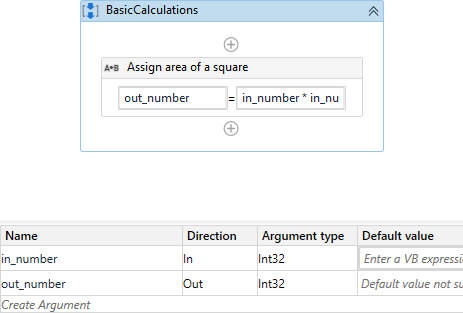 BasicCalculations
A*B Assign area of a square
out_number = in_number * in_nu
Name Direction Argument type Default value
in_number In Int32 Enter a VB expressi
out_number Out Int32 Default value not su
Create Argument